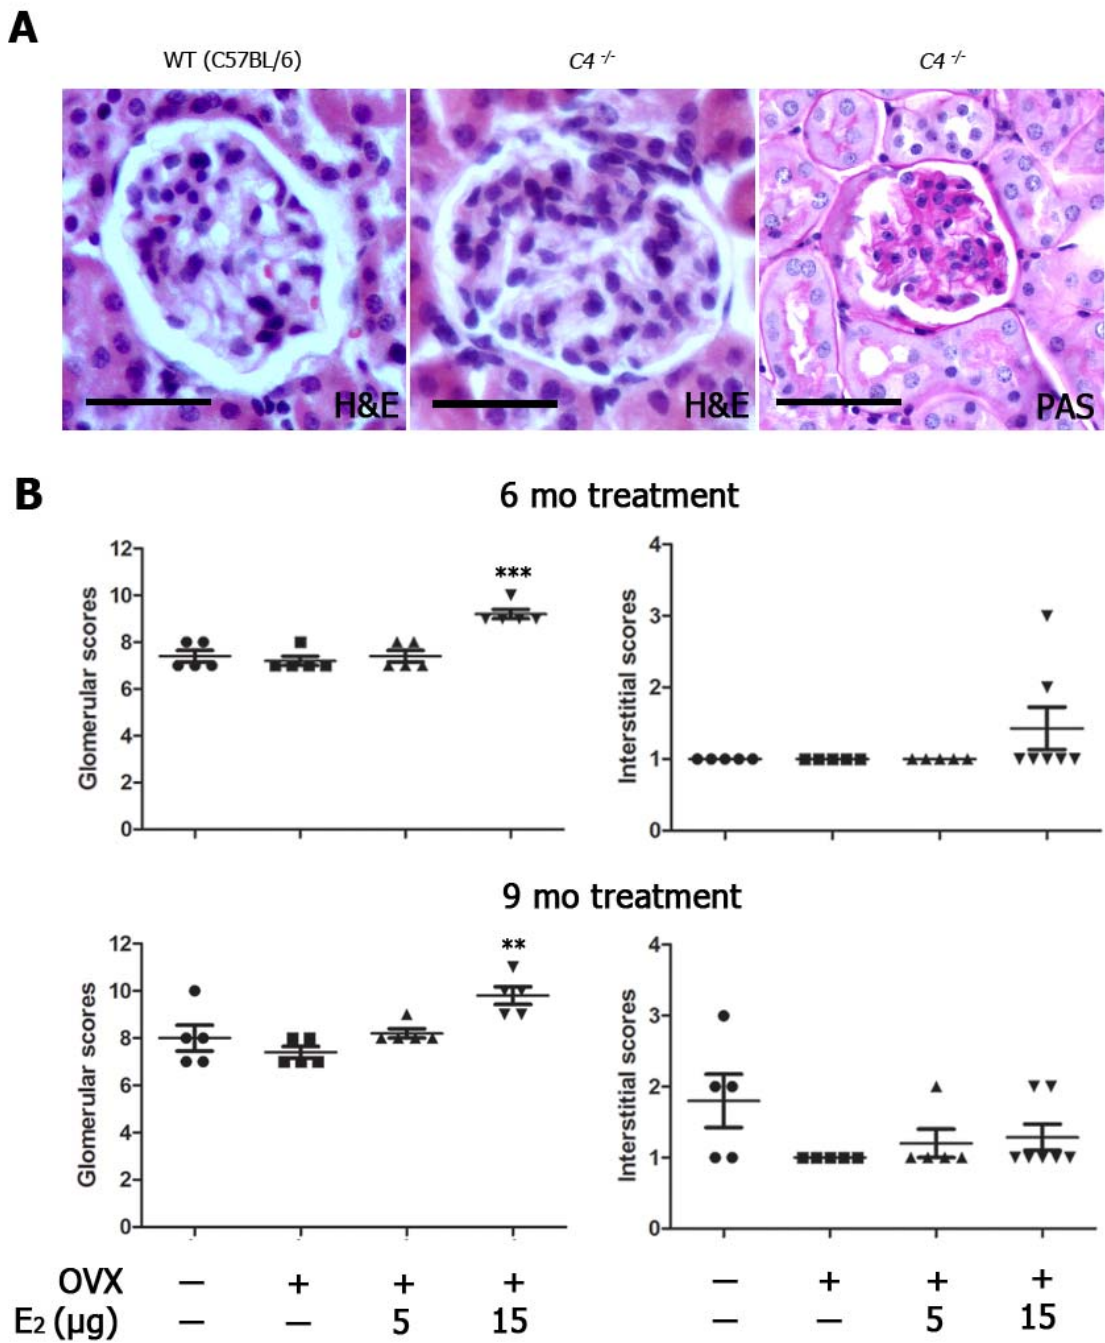 A
WT (C57BL/6)
C4 -/-
C4 -/-
H&E
H&E
PAS
B
6 mo treatment
Glomerular scores
12
10
8
6
4
2
0
***
Interstitial scores
4
3
2
1
0
9 mo treatment
Glomerular scores
12
10
8
6
4
2
0
**
Interstitial scores
4
3
2
1
0
OVX − + + + − + + +
E₂ (µg) − − 5 15 − − 5 15